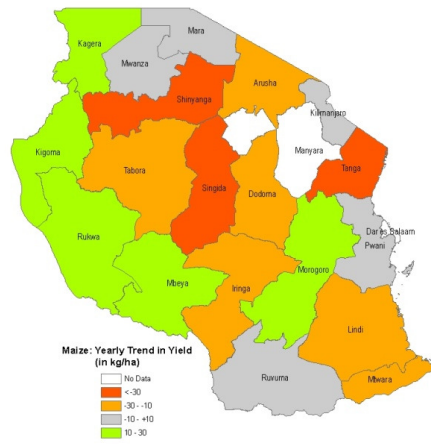 Kagera
Mara
Mwanza
Shinyanga
Arusha
Kilimanjaro
Kigoma
Tabora
Singida
Manyara
Tanga
Dodoma
Rukwa
Dar es Salaam
Pwani
Mbeya
Morogoro
Iringa
Lindi
Ruvuma
Mtwara
Maize: Yearly Trend in Yield
(in kg/ha)
No Data
<-30
-30 - -10
-10 - +10
10 - 30